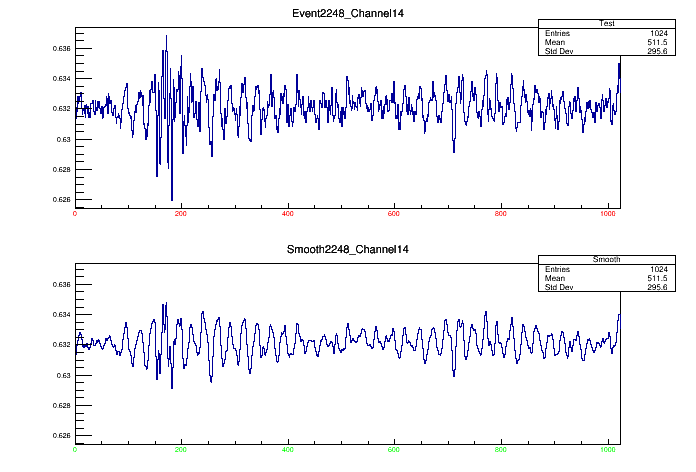 Event2248_Channel14
Test
Entries 1024
Mean 511.5
Std Dev 295.6
0.636
0.634
0.632
0.63
0.628
0.626
0 200 400 600 800 1000
Smooth2248_Channel14
Smooth
Entries 1024
Mean 511.5
Std Dev 295.6
0.636
0.634
0.632
0.63
0.628
0.626
0 200 400 600 800 1000